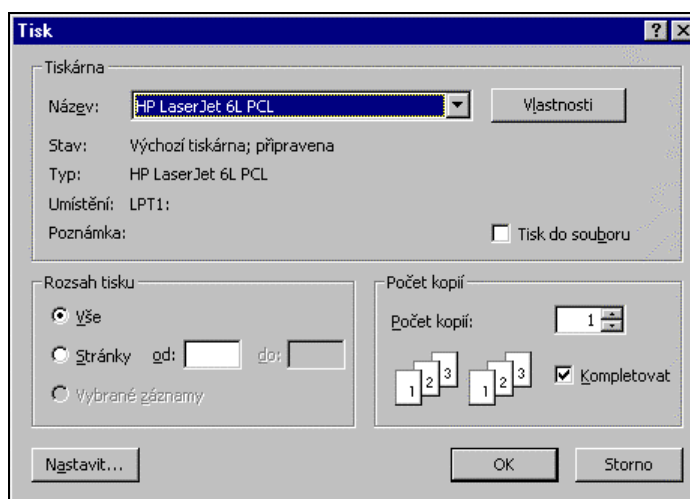 Tisk
Tiskárna
Název: HP LaserJet 6L PCL Vlastnosti
Stav: Výchozí tiskárna; připravena
Typ: HP LaserJet 6L PCL
Umístění: LPT1:
Poznámka: Tisk do souboru
Rozsah tisku
Vše
Stránky od: do:
Vybrané záznamy
Počet kopií
Počet kopií: 1
1 2 3 1 2 3 Kompletovat
Nastavit... OK Storno